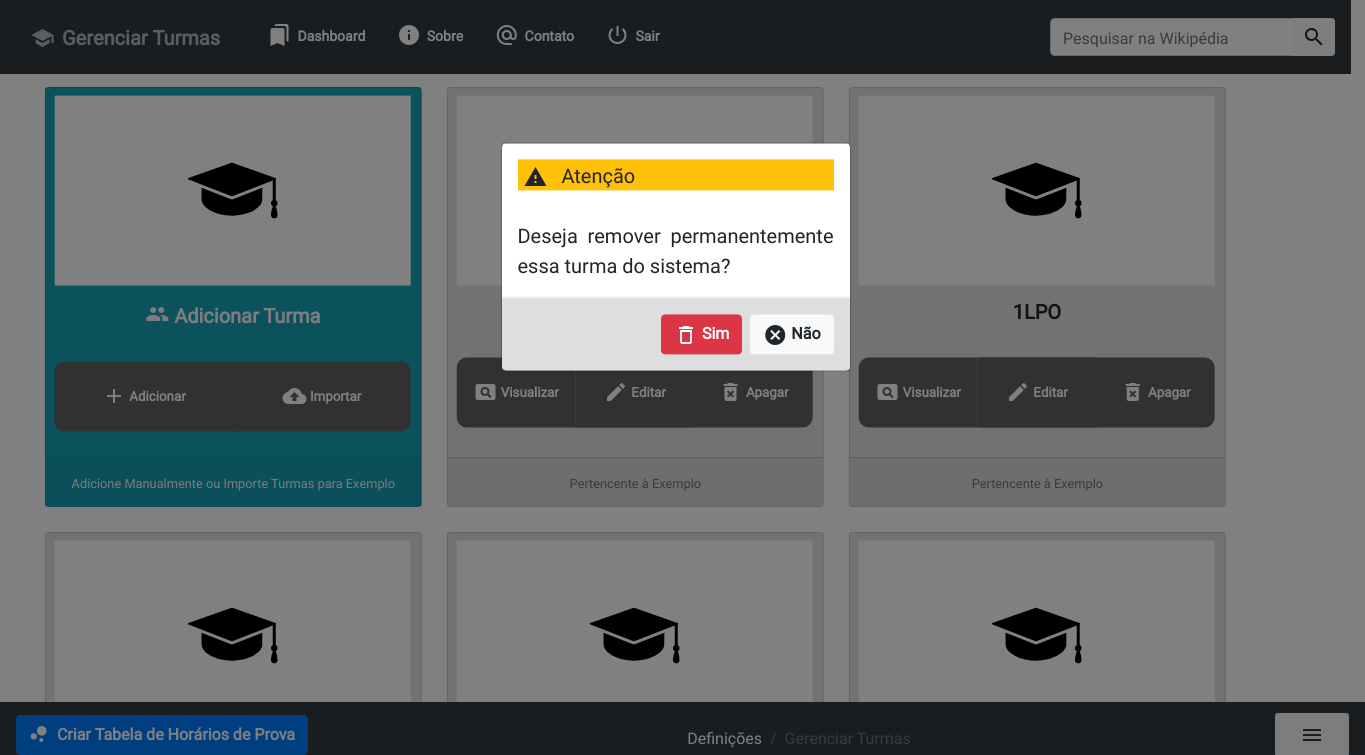 Gerenciar Turmas
Dashboard
Sobre
Contato
Sair
Pesquisar na Wikipédia
Atenção
Deseja remover permanentemente
essa turma do sistema?
Sim
Não
Adicionar Turma
1LPO
Adicionar
Importar
Visualizar
Editar
Apagar
Visualizar
Editar
Apagar
Adicione Manualmente ou Importe Turmas para Exemplo
Pertencente à Exemplo
Pertencente à Exemplo
Criar Tabela de Horários de Prova
Definições / Gerenciar Turmas